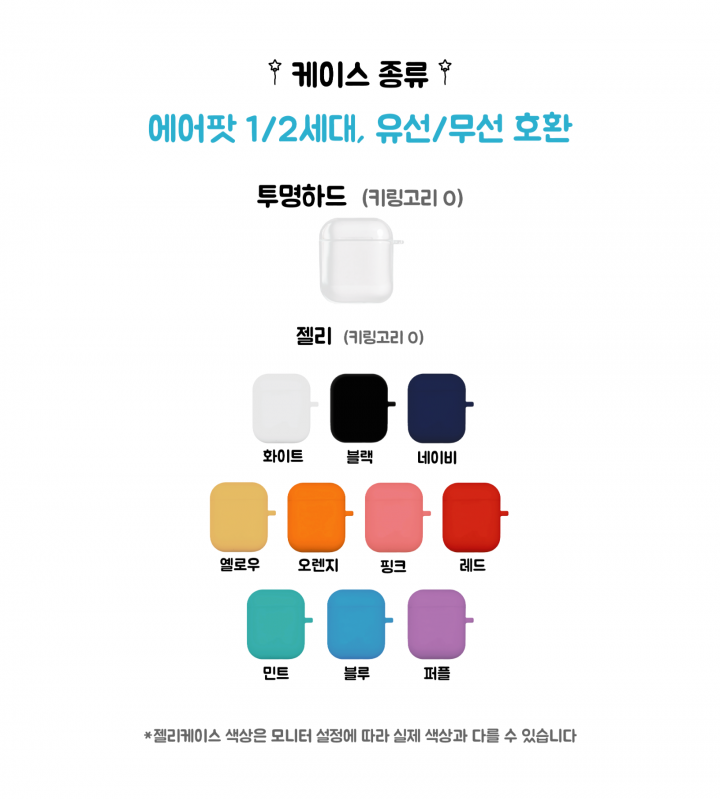 케이스 종류
에어팟 1/2세대, 유선/무선 호환
투명하드 (키링고리 O)
젤리 (키링고리 O)
화이트 블랙 네이비
옐로우 오렌지 핑크 레드
민트 블루 퍼플
*젤리케이스 색상은 모니터 설정에 따라 실제 색상과 다를 수 있습니다